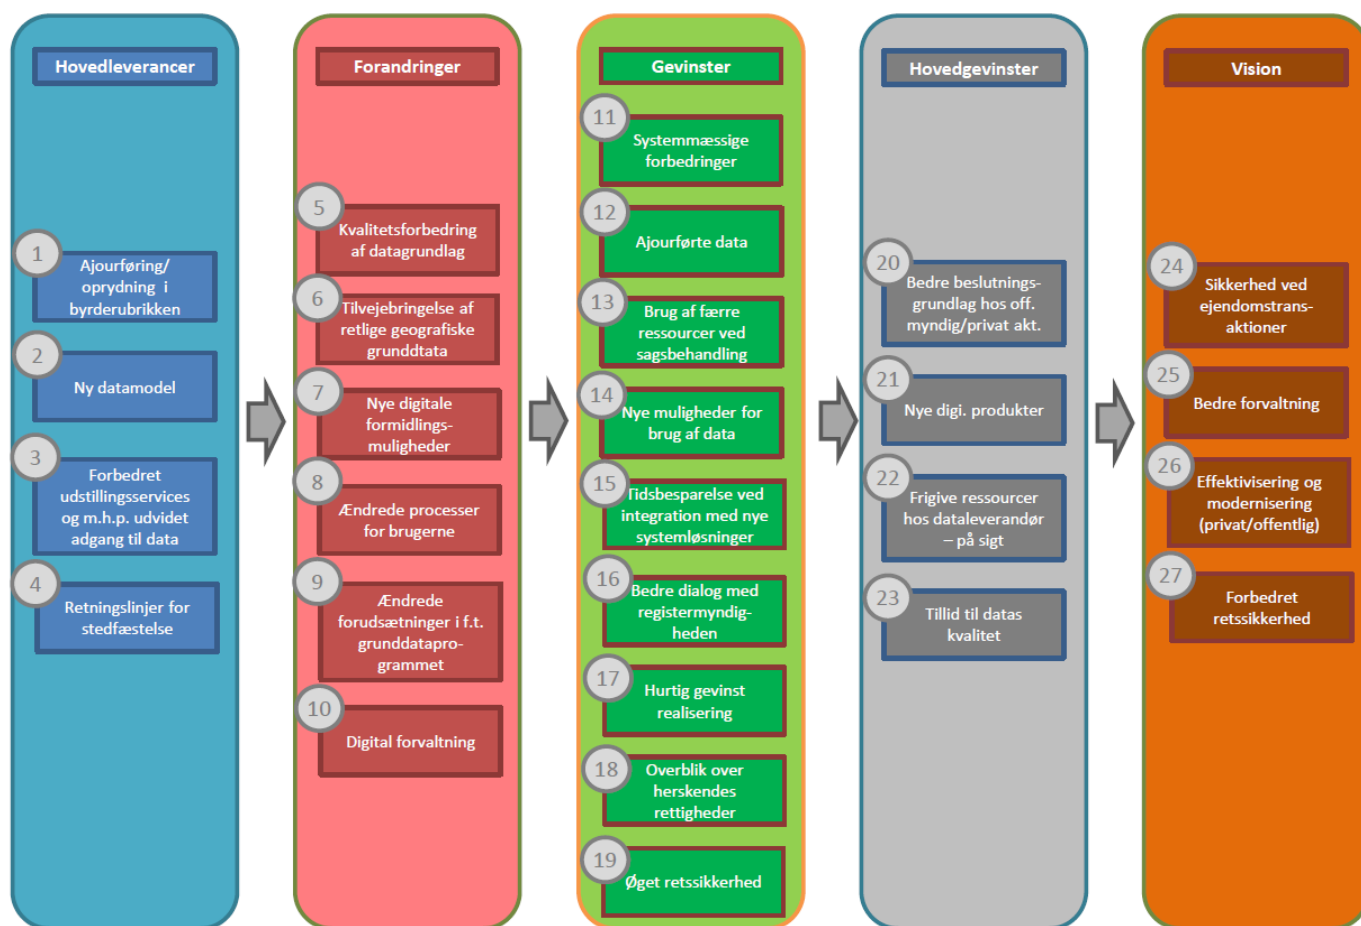 Hovedleverancer
1
Ajourføring/
oprydning i
byrderubrikken
2
Ny datamodel
3
Forbedret
udstillingsservices
og m.h.p. udvidet
adgang til data
4
Retningslinjer for
stedfæstelse
Forandringer
5
Kvalitetsforbedring
af datagrundlag
6
Tilvejebringelse af
retlige geografiske
grunddtata
7
Nye digitale
formidlings-
muligheder
8
Ændrede processer
for brugerne
9
Ændrede
forudsætninger i f.t.
grunddatapro-
grammet
10
Digital forvaltning
Gevinster
11
Systemmæssige
forbedringer
12
Ajourførte data
13
Brug af færre
ressourcer ved
sagsbehandling
14
Nye muligheder for
brug af data
15
Tidsbesparelse ved
integration med nye
systemløsninger
16
Bedre dialog med
registermyndig-
heden
17
Hurtig gevinst
realisering
18
Overblik over
herskendes
rettigheder
19
Øget retssikkerhed
Hovedgevinster
20
Bedre beslutnings-
grundlag hos off.
myndig/privat akt.
21
Nye digi. produkter
22
Frigive ressourcer
hos dataleverandør
– på sigt
23
Tillid til datas
kvalitet
Vision
24
Sikkerhed ved
ejendomstrans-
aktioner
25
Bedre forvaltning
26
Effektivisering og
modernisering
(privat/offentlig)
27
Forbedret
retssikkerhed